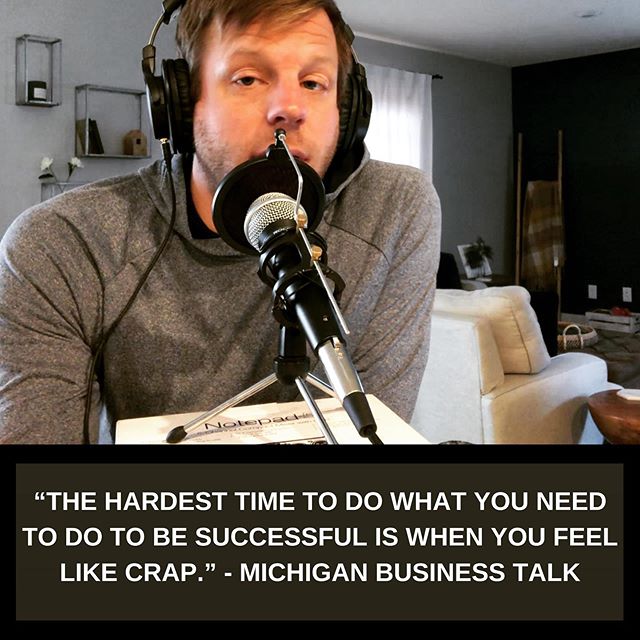 Notepad
“THE HARDEST TIME TO DO WHAT YOU NEED
TO DO TO BE SUCCESSFUL IS WHEN YOU FEEL
LIKE CRAP.” - MICHIGAN BUSINESS TALK